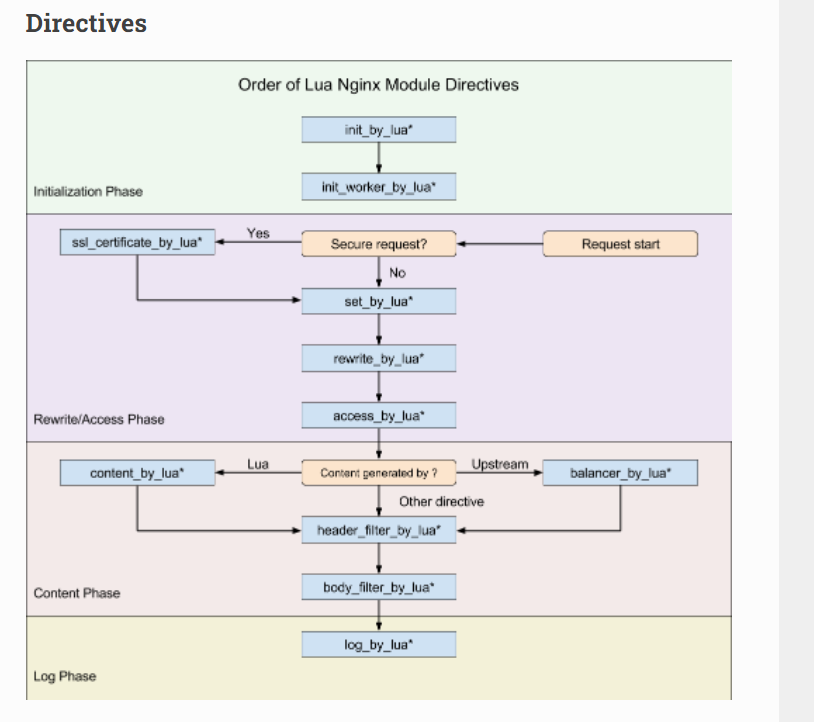 Directives
Order of Lua Nginx Module Directives
init_by_lua*
init_worker_by_lua*
Initialization Phase
ssl_certificate_by_lua*
Yes
Secure request?
Request start
No
set_by_lua*
rewrite_by_lua*
access_by_lua*
Rewrite/Access Phase
content_by_lua*
Lua
Content generated by ?
Upstream
balancer_by_lua*
Other directive
header_filter_by_lua*
body_filter_by_lua*
Content Phase
log_by_lua*
Log Phase